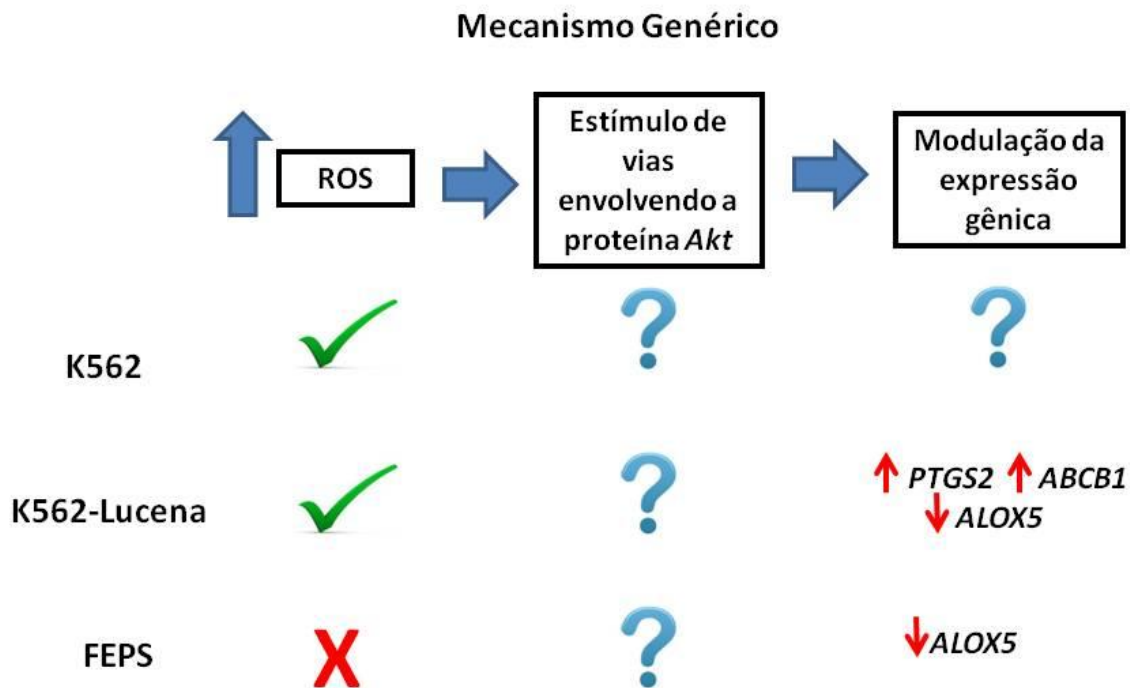 Mecanismo Genérico
ROS
Estímulo de
vias
envolvendo a
proteína Akt
Modulação da
expressão
gênica
K562
?
?
K562-Lucena
?
PTGS2 ABCB1
ALOX5
FEPS
X
?
ALOX5